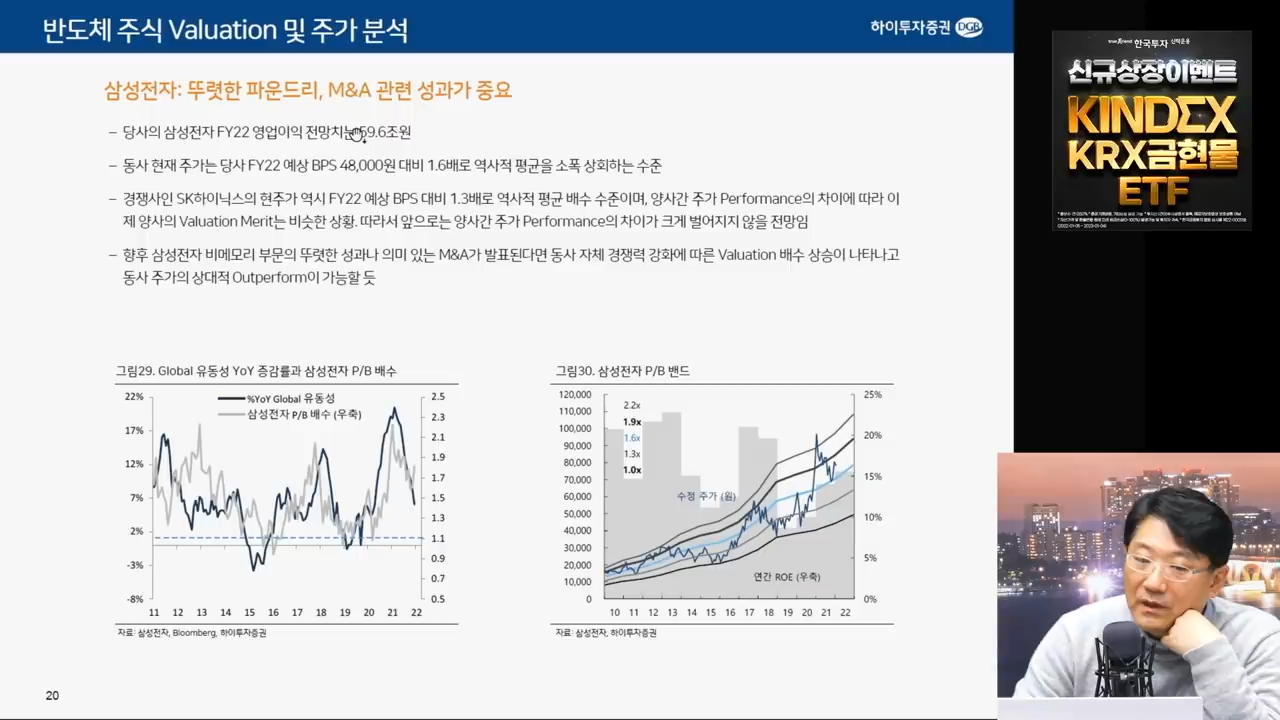 반도체 주식 Valuation 및 주가 분석
하이투자증권 DGB
삼성전자: 뚜렷한 파운드리, M&A 관련 성과가 중요
– 당사의 삼성전자 FY22 영업이익 전망치는 59.6조원
– 동사 현재 주가는 당사 FY22 예상 BPS 48,000원 대비 1.6배로 역사적 평균을 소폭 상회하는 수준
– 경쟁사인 SK하이닉스의 현주가 역시 FY22 예상 BPS 대비 1.3배로 역사적 평균 배수 수준이며, 양사간 주가 Performance의 차이에 따라 이
제 양사의 Valuation Merit는 비슷한 상황. 따라서 앞으로는 양사간 주가 Performance의 차이가 크게 벌어지지 않을 전망임
– 향후 삼성전자 비메모리 부문의 뚜렷한 성과나 의미 있는 M&A가 발표된다면 동사 자체 경쟁력 강화에 따른 Valuation 배수 상승이 나타나고
동사 주가의 상대적 Outperform이 가능할 듯
그림29. Global 유동성 YoY 증감률과 삼성전자 P/B 배수
%YoY Global 유동성
삼성전자 P/B 배수 (우축)
22%
17%
12%
7%
2%
-3%
-8%
2.5
2.3
2.1
1.9
1.7
1.5
1.3
1.1
0.9
0.7
0.5
11 12 13 14 15 16 17 18 19 20 21 22
자료: 삼성전자, Bloomberg, 하이투자증권
그림30. 삼성전자 P/B 밴드
120,000
110,000
100,000
90,000
80,000
70,000
60,000
50,000
40,000
30,000
20,000
10,000
0
2.2x
1.9x
1.6x
1.3x
1.0x
수정 주가 (원)
연간 ROE (우축)
25%
20%
15%
10%
5%
0%
10 11 12 13 14 15 16 17 18 19 20 21 22
자료: 삼성전자, 하이투자증권
20
한국투자 신탁운용
신규상장이벤트
KINDEX
KRX금현물
ETF